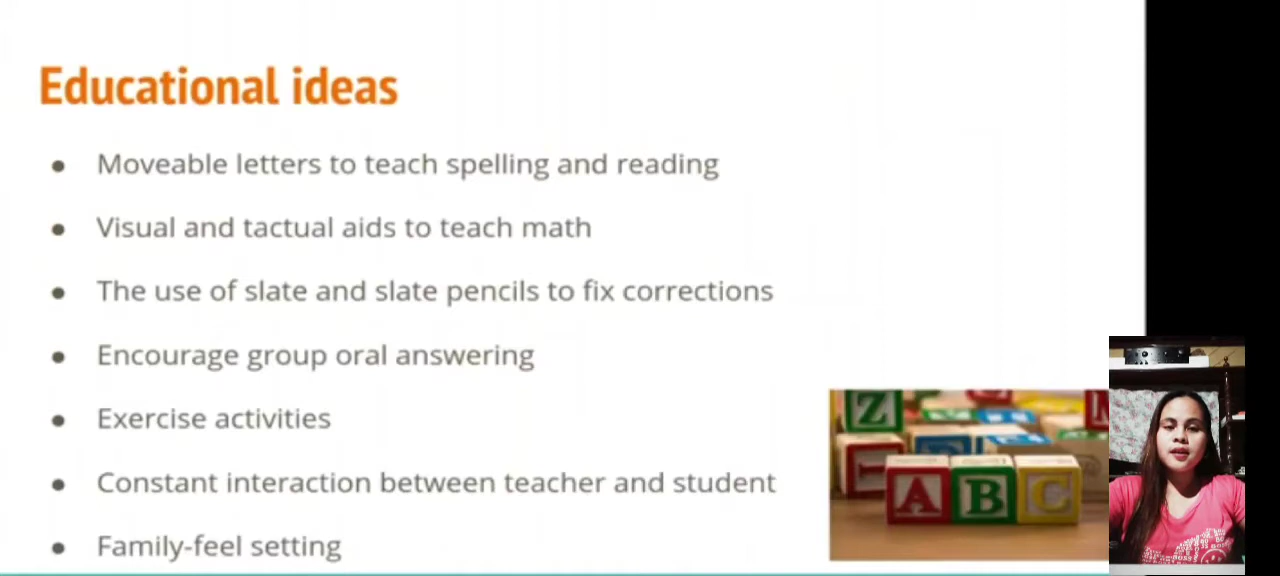 Educational ideas
● Moveable letters to teach spelling and reading
● Visual and tactual aids to teach math
● The use of slate and slate pencils to fix corrections
● Encourage group oral answering
● Exercise activities
● Constant interaction between teacher and student
● Family-feel setting
Z
A B C